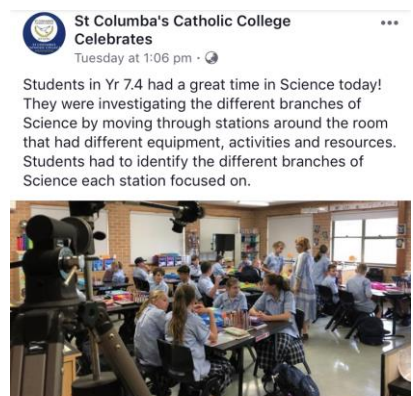 St Columba's Catholic College
Celebrates
Tuesday at 1:06 pm ·
Students in Yr 7.4 had a great time in Science today!
They were investigating the different branches of
Science by moving through stations around the room
that had different equipment, activities and resources.
Students had to identify the different branches of
Science each station focused on.